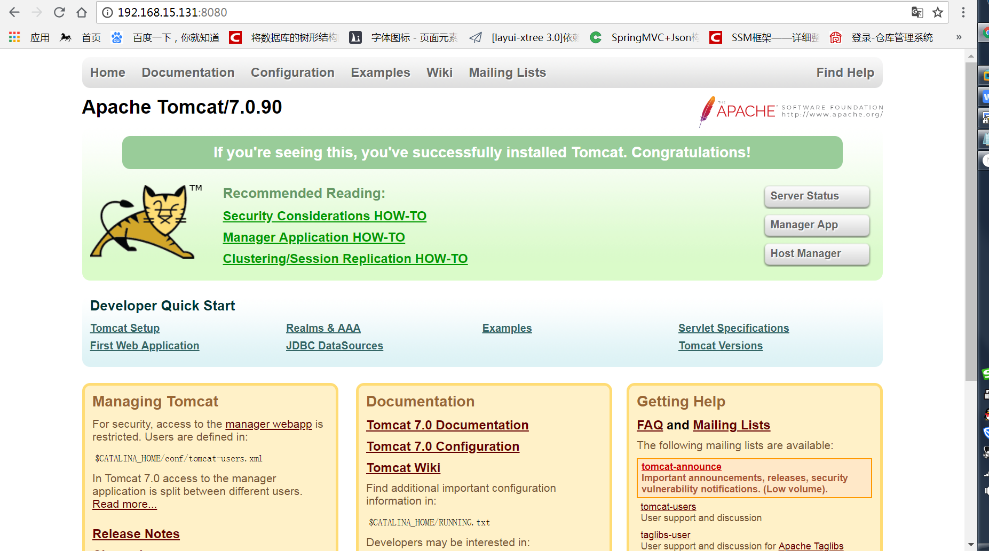 192.168.15.131:8080
应用 首页 百度一下，你就知道 将数据库的树形结构 字体图标 - 页面元素 [layui-xtree 3.0]依 SpringMVC+Json构 SSM框架——详细整 登录-仓库管理系统 »
Home Documentation Configuration Examples Wiki Mailing Lists Find Help
Apache Tomcat/7.0.90
THE APACHE SOFTWARE FOUNDATION
http://www.apache.org/
If you're seeing this, you've successfully installed Tomcat. Congratulations!
TM
Recommended Reading:
Security Considerations HOW-TO
Manager Application HOW-TO
Clustering/Session Replication HOW-TO
Server Status
Manager App
Host Manager
Developer Quick Start
Tomcat Setup Realms & AAA Examples Servlet Specifications
First Web Application JDBC DataSources Tomcat Versions
Managing Tomcat
For security, access to the manager webapp is
restricted. Users are defined in:
$CATALINA_HOME/conf/tomcat-users.xml
In Tomcat 7.0 access to the manager
application is split between different users.
Read more...
Release Notes
Documentation
Tomcat 7.0 Documentation
Tomcat 7.0 Configuration
Tomcat Wiki
Find additional important configuration
information in:
$CATALINA_HOME/RUNNING.txt
Developers may be interested in:
Getting Help
FAQ and Mailing Lists
The following mailing lists are available:
tomcat-announce
Important announcements, releases, security
vulnerability notifications. (Low volume).
tomcat-users
User support and discussion
taglibs-user
User support and discussion for Apache Taglibs